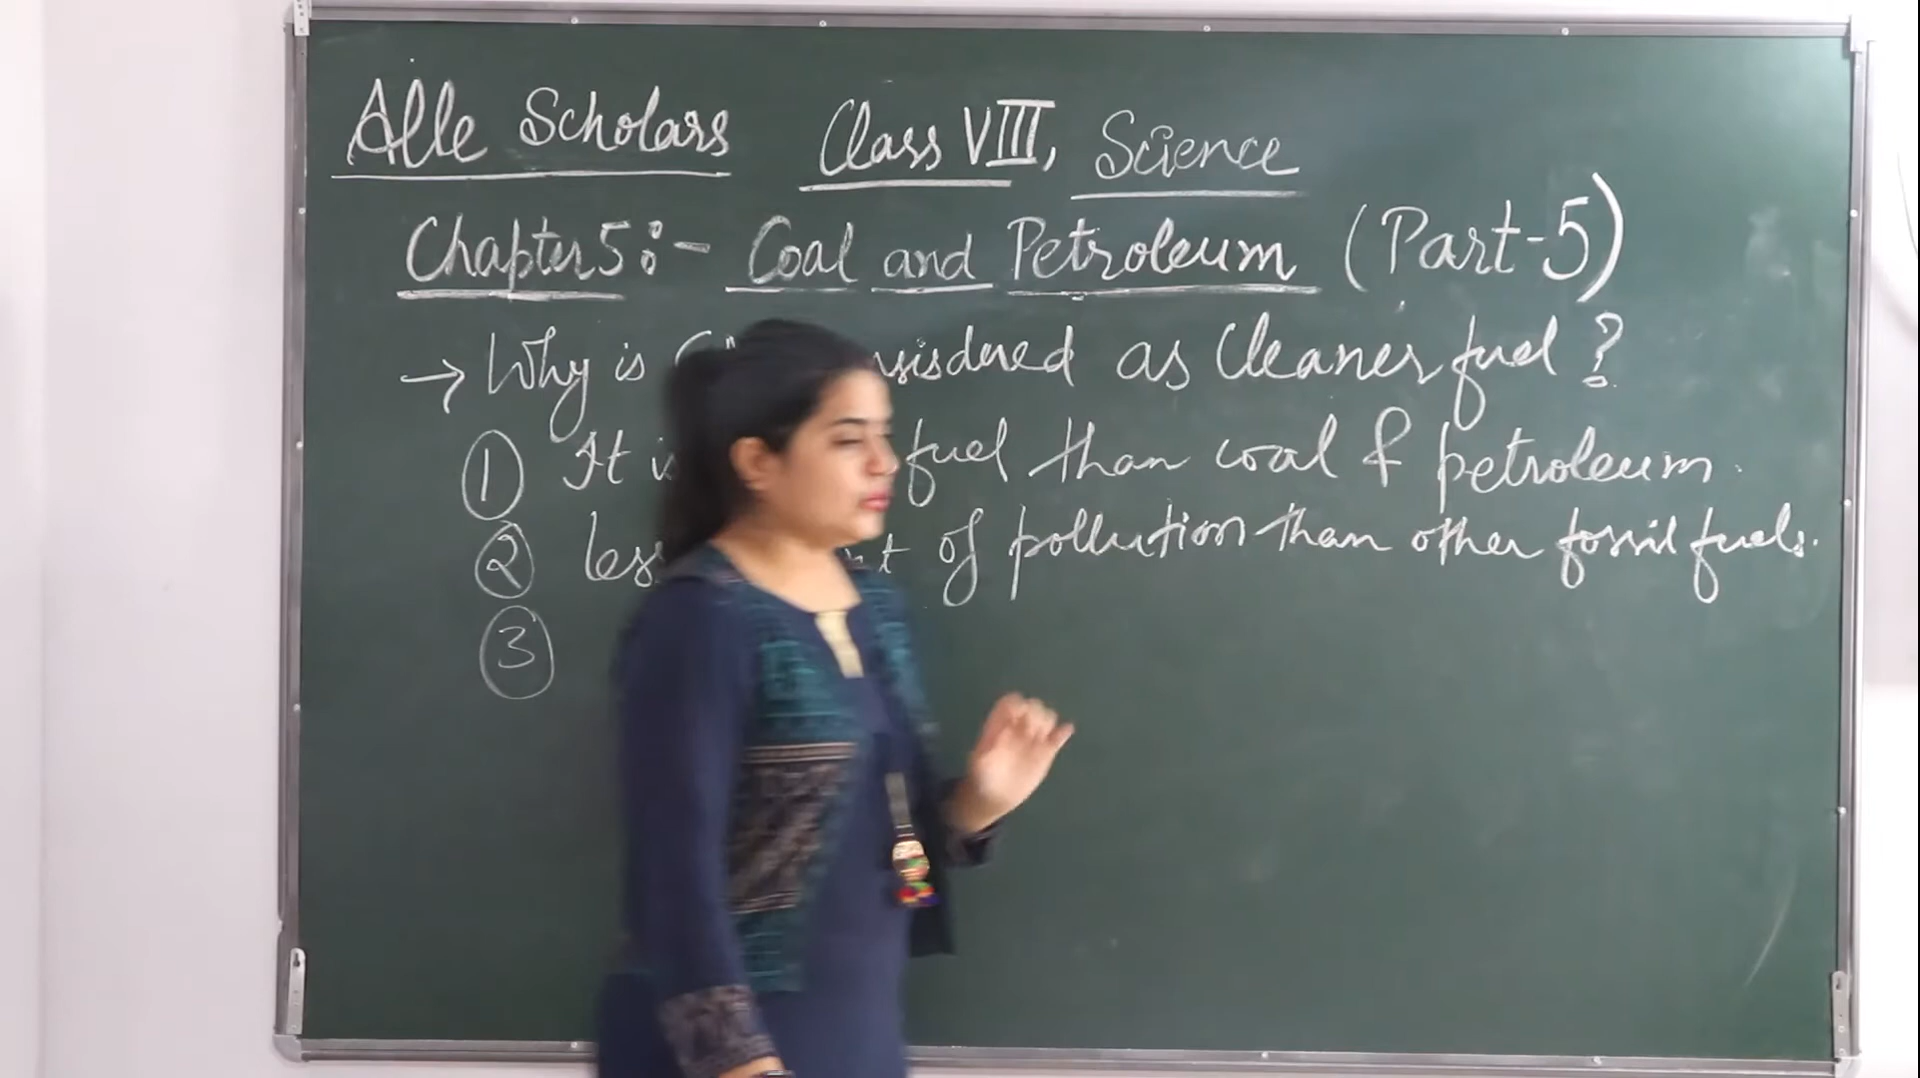 Alle Scholars Class VIII, Science
Chapter 5:- Coal and Petroleum (Part-5)
→ Why is as Cleaner fuel ?
① It is fuel than coal & petroleum.
② of pollution than other fossil fuels.
③